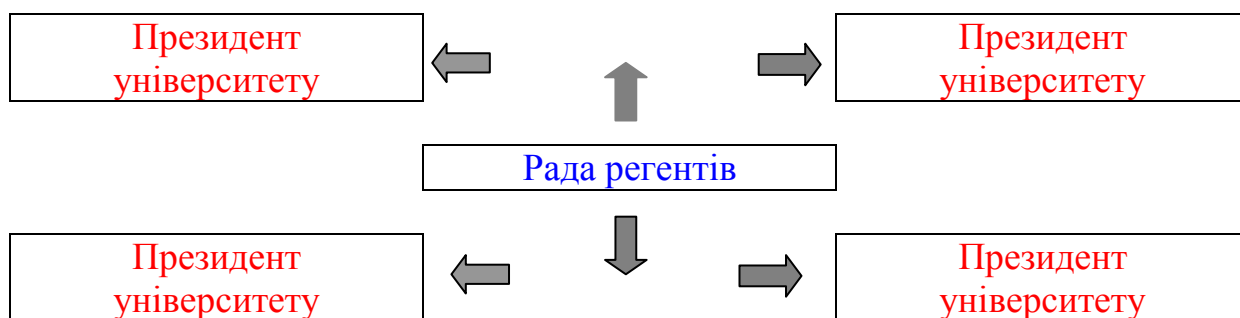 Президент
університету
Президент
університету
Рада регентів
Президент
університету
Президент
університету